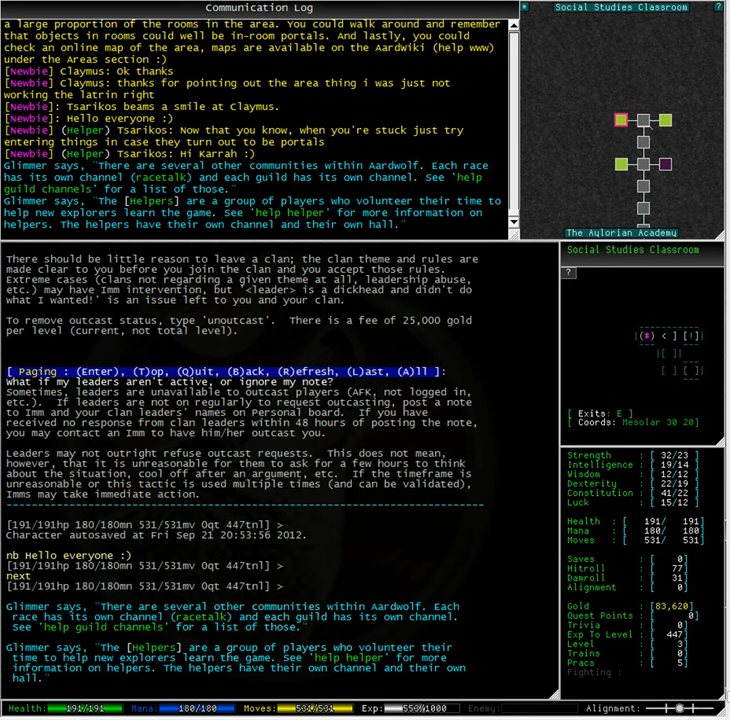 Communication Log
a large proportion of the rooms in the area. You could walk around and remember
that objects in rooms could well be in-room portals. And lastly, you could
check an online map of the area, maps are available on the AardWiki (help www)
under the Areas section :)
[Newbie] Claymus: Ok thanks
[Newbie] Claymus: thanks for pointing out the area thing i was just not
working the latrin right
[Newbie]: Tsarikos beams a smile at Claymus.
[Newbie]: Hello everyone :)
[Newbie] (Helper) Tsarikos: Now that you know, when you're stuck just try
entering things in case they turn out to be portals
[Newbie] (Helper) Tsarikos: Hi Karrah :)
Glimmer says, "There are several other communities within Aardwolf. Each race
has its own channel (racetalk) and each guild has its own channel. See 'help
guild channels' for a list of those."
Glimmer says, "The [Helpers] are a group of players who volunteer their time to
help new explorers learn the game. See 'help helper' for more information on
helpers. The helpers have their own channel and their own hall."
* Social Studies Classroom ?
The Aylorian Academy
There should be little reason to leave a clan; the clan theme and rules are
made clear to you before you join the clan and you accept those rules.
Extreme cases (clans not regarding a given theme at all, leadership abuse,
etc.) may have Imm intervention, but '<leader> is a dickhead and didn't do
what I wanted!' is an issue left to you and your clan.
To remove outcast status, type 'unoutcast'.  There is a fee of 25,000 gold
per level (current, not total level).
[ Paging : (Enter), (T)op, (Q)uit, (B)ack, (R)efresh, (L)ast, (A)ll ]:
What if my leaders aren't active, or ignore my note?
Sometimes, leaders are unavailable to outcast players (AFK, not logged in,
etc.).  If leaders are not on regularly to request outcasting, post a note
to Imm and your clan leaders' names on Personal board.  If you have
received no response from clan leaders within 48 hours of posting the note,
you may contact an Imm to have him/her outcast you.
Leaders may not outright refuse outcast requests.  This does not mean,
however, that it is unreasonable for them to ask for a few hours to think
about the situation, cool off after an argument, etc.  If the timeframe is
unreasonable or this tactic is used multiple times (and can be validated),
Imms may take immediate action.
[191/191hp 180/180mn 531/531mv 0qt 447tnl] >
Character autosaved at Fri Sep 21 20:53:56 2012.
nb Hello everyone :)
[191/191hp 180/180mn 531/531mv 0qt 447tnl] >
next
[191/191hp 180/180mn 531/531mv 0qt 447tnl] >
Glimmer says, "There are several other communities within Aardwolf. Each
race has its own channel (racetalk) and each guild has its own channel.
See 'help guild channels' for a list of those."
Glimmer says, "The [Helpers] are a group of players who volunteer their
time to help new explorers learn the game. See 'help helper' for more
information on helpers. The helpers have their own channel and their own
hall."
Social Studies Classroom
?
|(*) < ] [!]|
|[ ]|
[ ] [ ]
[ Exits: E ]
[ Coords: Mesolar 30 20]
Strength : [ 32/23 ]
Intelligence : [ 19/14 ]
Wisdom : [ 12/12 ]
Dexterity : [ 22/19 ]
Constitution : [ 41/22 ]
Luck : [ 15/12 ]
Health : [ 191/ 191]
Mana : [ 180/ 180]
Moves : [ 531/ 531]
Saves : [ 0]
Hitroll : [ 77]
Damroll : [ 31]
Alignment : [ 0]
Gold : [83,620]
Quest Points : [ 0]
Trivia : [ 0]
Exp To Level : [ 447]
Level : [ 3]
Trains : [ 0]
Pracs : [ 5]
Fighting :
Health: 191/191 Mana: 180/180 Moves: 531/531 Exp: 553/1000 Enemy: Alignment: